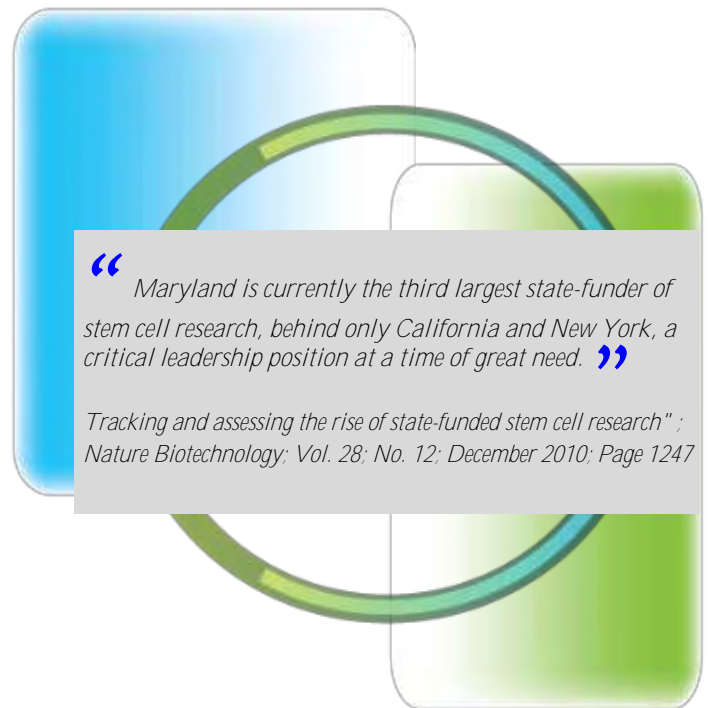 “ Maryland is currently the third largest state-funder of
stem cell research, behind only California and New York, a
critical leadership position at a time of great need. ”
Tracking and assessing the rise of state-funded stem cell research" ;
Nature Biotechnology; Vol. 28; No. 12; December 2010; Page 1247